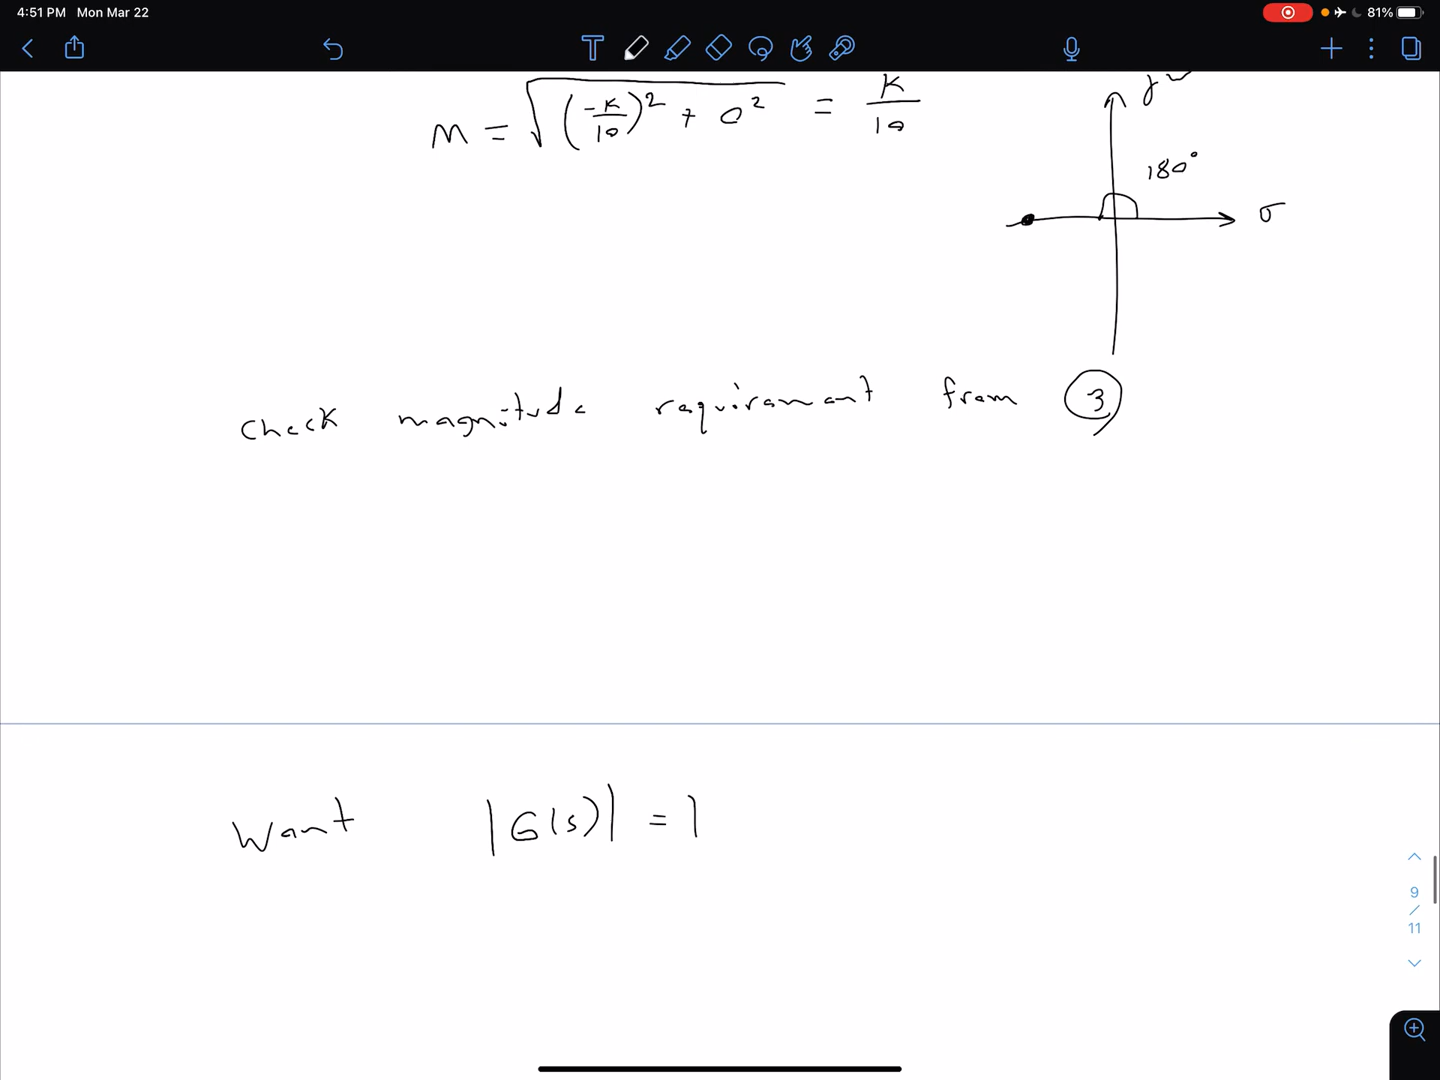 4:51 PM Mon Mar 22
81%
M = √((-K/10)² + 0²) = K/10
jω
180°
σ
Check magnitude requirement from ③
Want |G(s)| = 1
9
/
11